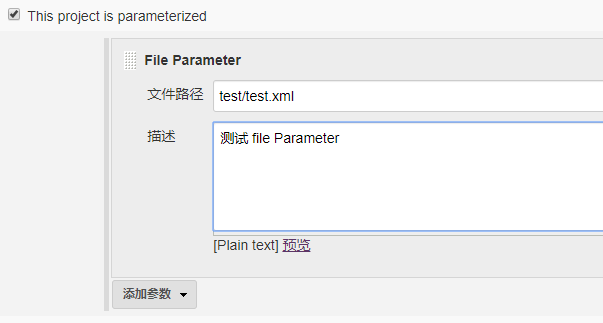 This project is parameterized
File Parameter
文件路径 test/test.xml
描述 测试 file Parameter
[Plain text] 预览
添加参数